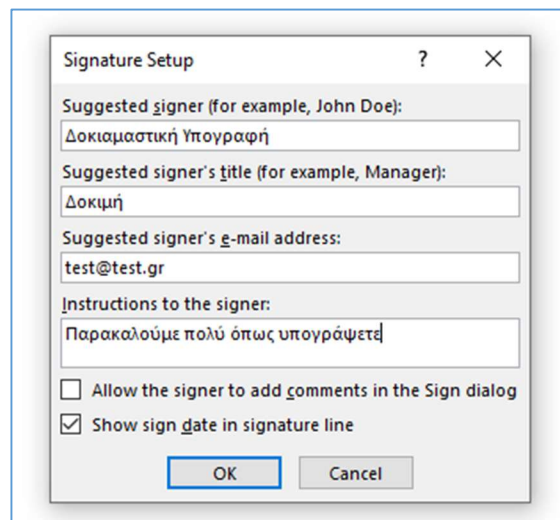 Signature Setup ? ×
Suggested signer (for example, John Doe):
Δοκιαμαστική Υπογραφή
Suggested signer's title (for example, Manager):
Δοκιμή
Suggested signer's e-mail address:
test@test.gr
Instructions to the signer:
Παρακαλούμε πολύ όπως υπογράψετε
Allow the signer to add comments in the Sign dialog
Show sign date in signature line
OK Cancel